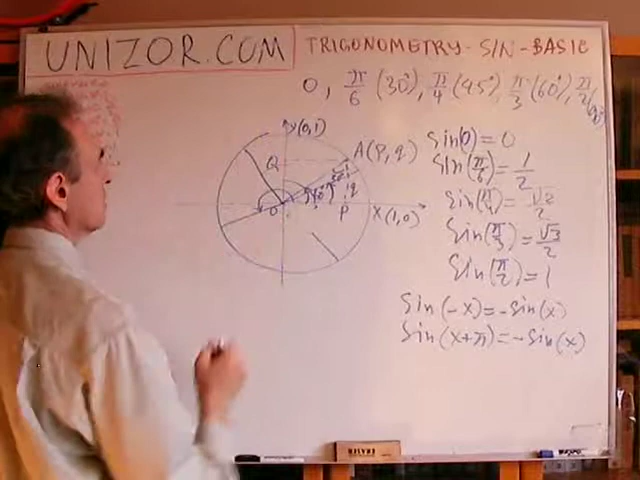 UNIZOR.COM
TRIGONOMETRY-SIN-BASIC
0, π/6 (30°), π/4 (45°), π/3 (60°), π/2 (90°)
Y(0,1)
A(P,q)
Q
q
O P X(1,0)
Sin(0)=0
Sin(π/6)=1/2
Sin(π/4)=√2/2
Sin(π/3)=√3/2
Sin(π/2)=1
Sin(-x)=-Sin(x)
Sin(x+π)=-Sin(x)